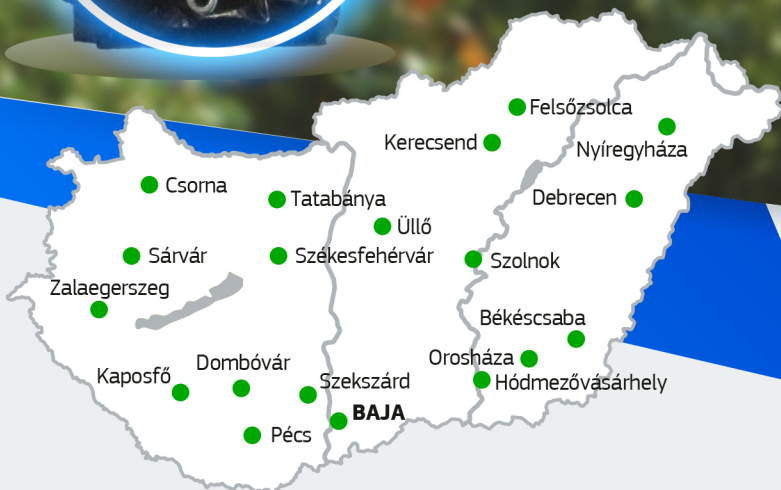 Felsőzsolca
Kerecsend
Nyíregyháza
Csorna
Tatabánya
Debrecen
Üllő
Sárvár
Székesfehérvár
Szolnok
Zalaegerszeg
Békéscsaba
Orosháza
Dombóvár
Kaposfő
Szekszárd
Hódmezővásárhely
BAJA
Pécs